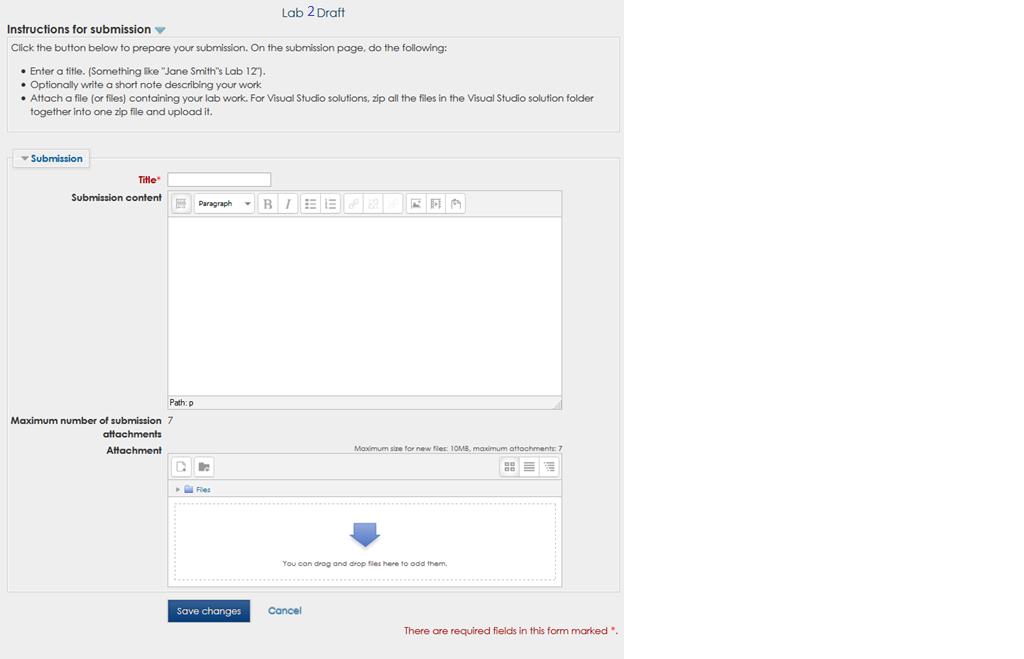 Lab 2 Draft
Instructions for submission
Click the button below to prepare your submission. On the submission page, do the following:
Enter a title. (Something like "Jane Smith"s Lab 12").
Optionally write a short note describing your work
Attach a file (or files) containing your lab work. For Visual Studio solutions, zip all the files in the Visual Studio solution folder
together into one zip file and upload it.
Submission
Title*
Submission content
Paragraph
B I
Path: p
Maximum number of submission 7
attachments
Attachment
Maximum size for new files: 10MB, maximum attachments: 7
Files
You can drag and drop files here to add them.
Save changes Cancel
There are required fields in this form marked *.